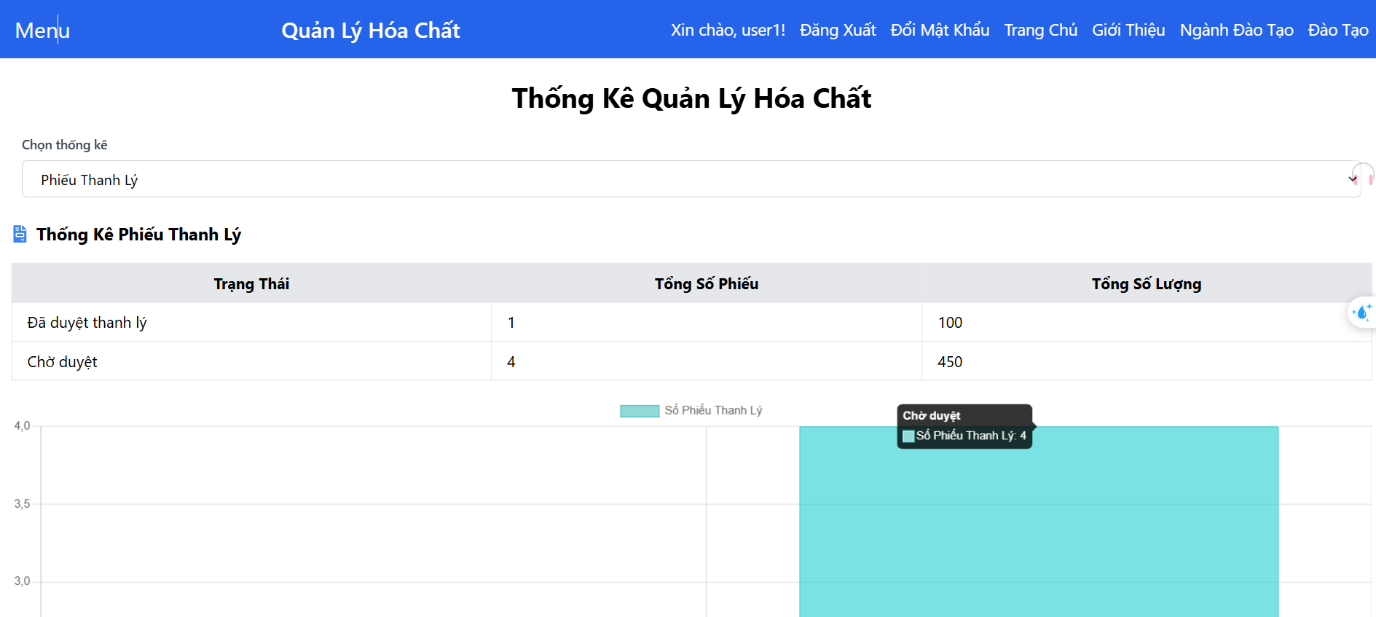 Menu Quản Lý Hóa Chất Xin chào, user1! Đăng Xuất Đổi Mật Khẩu Trang Chủ Giới Thiệu Ngành Đào Tạo Đào Tạo
Thống Kê Quản Lý Hóa Chất
Chọn thống kê
Phiếu Thanh Lý
Thống Kê Phiếu Thanh Lý
Trạng Thái Tổng Số Phiếu Tổng Số Lượng
Đã duyệt thanh lý 1 100
Chờ duyệt 4 450
Số Phiếu Thanh Lý
Chờ duyệt
Số Phiếu Thanh Lý: 4
4,0
3,5
3,0